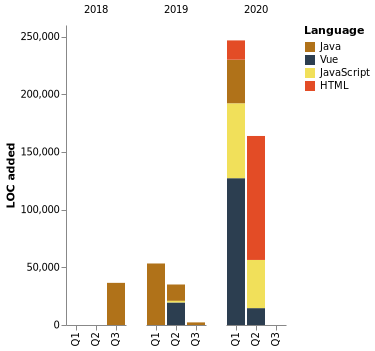 2018 2019 2020
Language
Java
Vue
JavaScript
HTML
LOC added
250,000
200,000
150,000
100,000
50,000
0
Q1 Q2 Q3 Q1 Q2 Q3 Q1 Q2 Q3